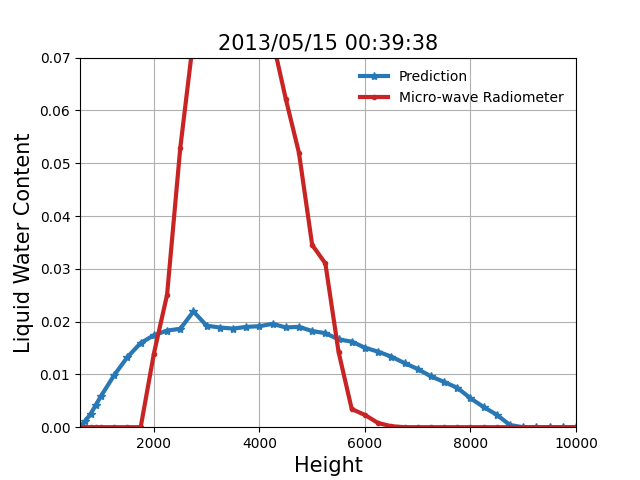 2013/05/15 00:39:38
Prediction
Micro-wave Radiometer
Liquid Water Content
0.07
0.06
0.05
0.04
0.03
0.02
0.01
0.00
2000 4000 6000 8000 10000
Height